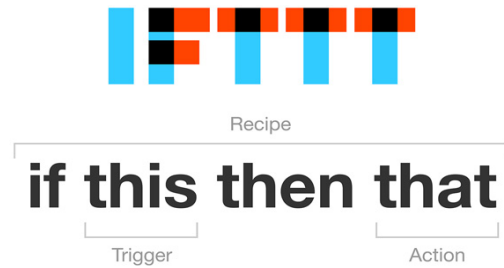 IFTTT
Recipe
if this then that
Trigger Action